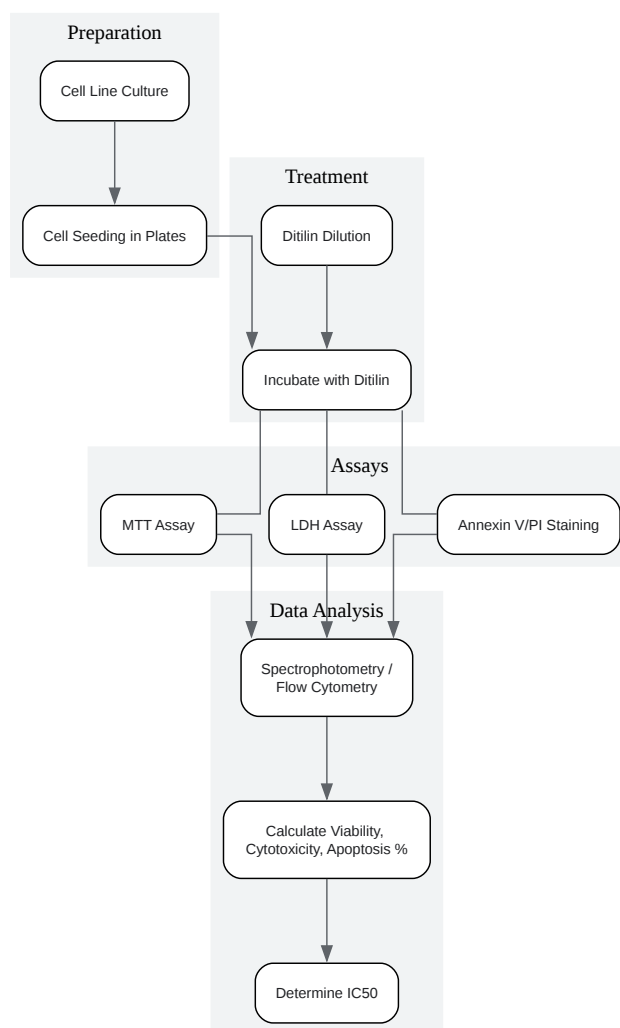 Preparation
Cell Line Culture
Cell Seeding in Plates
Treatment
Ditilin Dilution
Incubate with Ditilin
Assays
MTT Assay
LDH Assay
Annexin V/PI Staining
Data Analysis
Spectrophotometry /
Flow Cytometry
Calculate Viability,
Cytotoxicity, Apoptosis %
Determine IC50